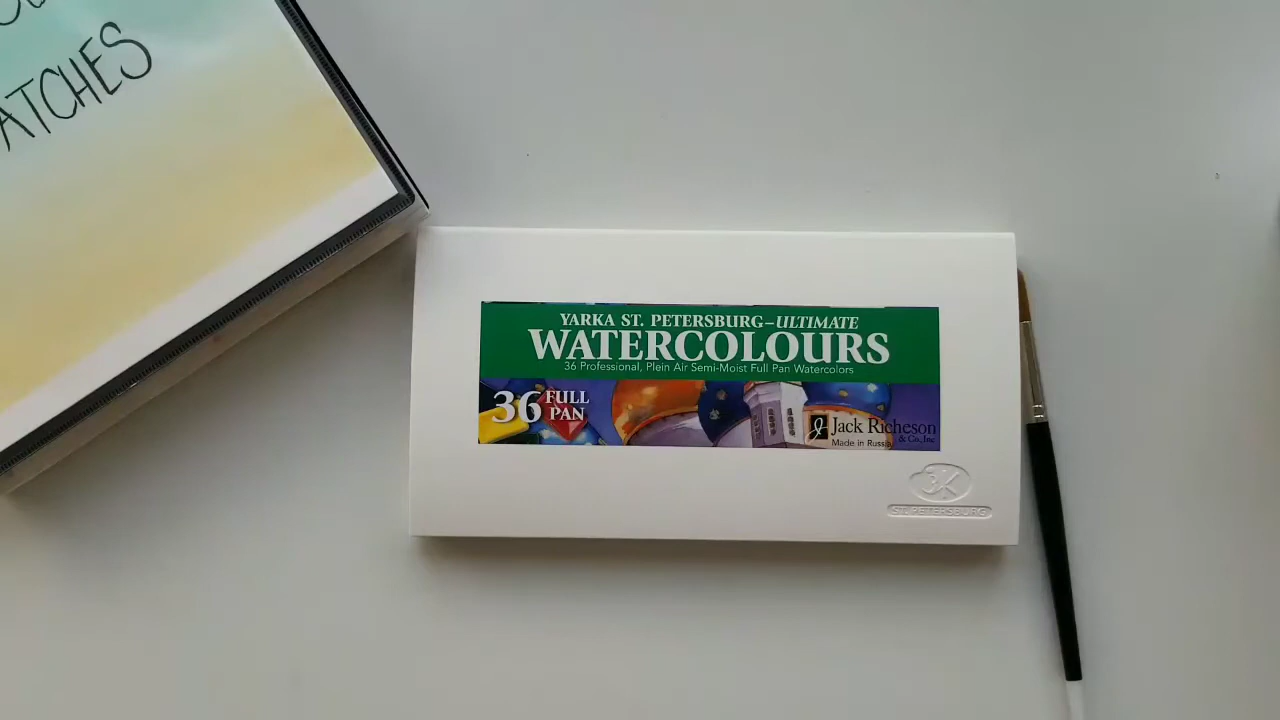 ATCHES
YARKA ST. PETERSBURG–ULTIMATE
WATERCOLOURS
36 Professional, Plein Air Semi-Moist Full Pan Watercolors
36 FULL
PAN
Jack Richeson
& Co., Inc
Made in Russia
ЗК
ST. PETERSBURG